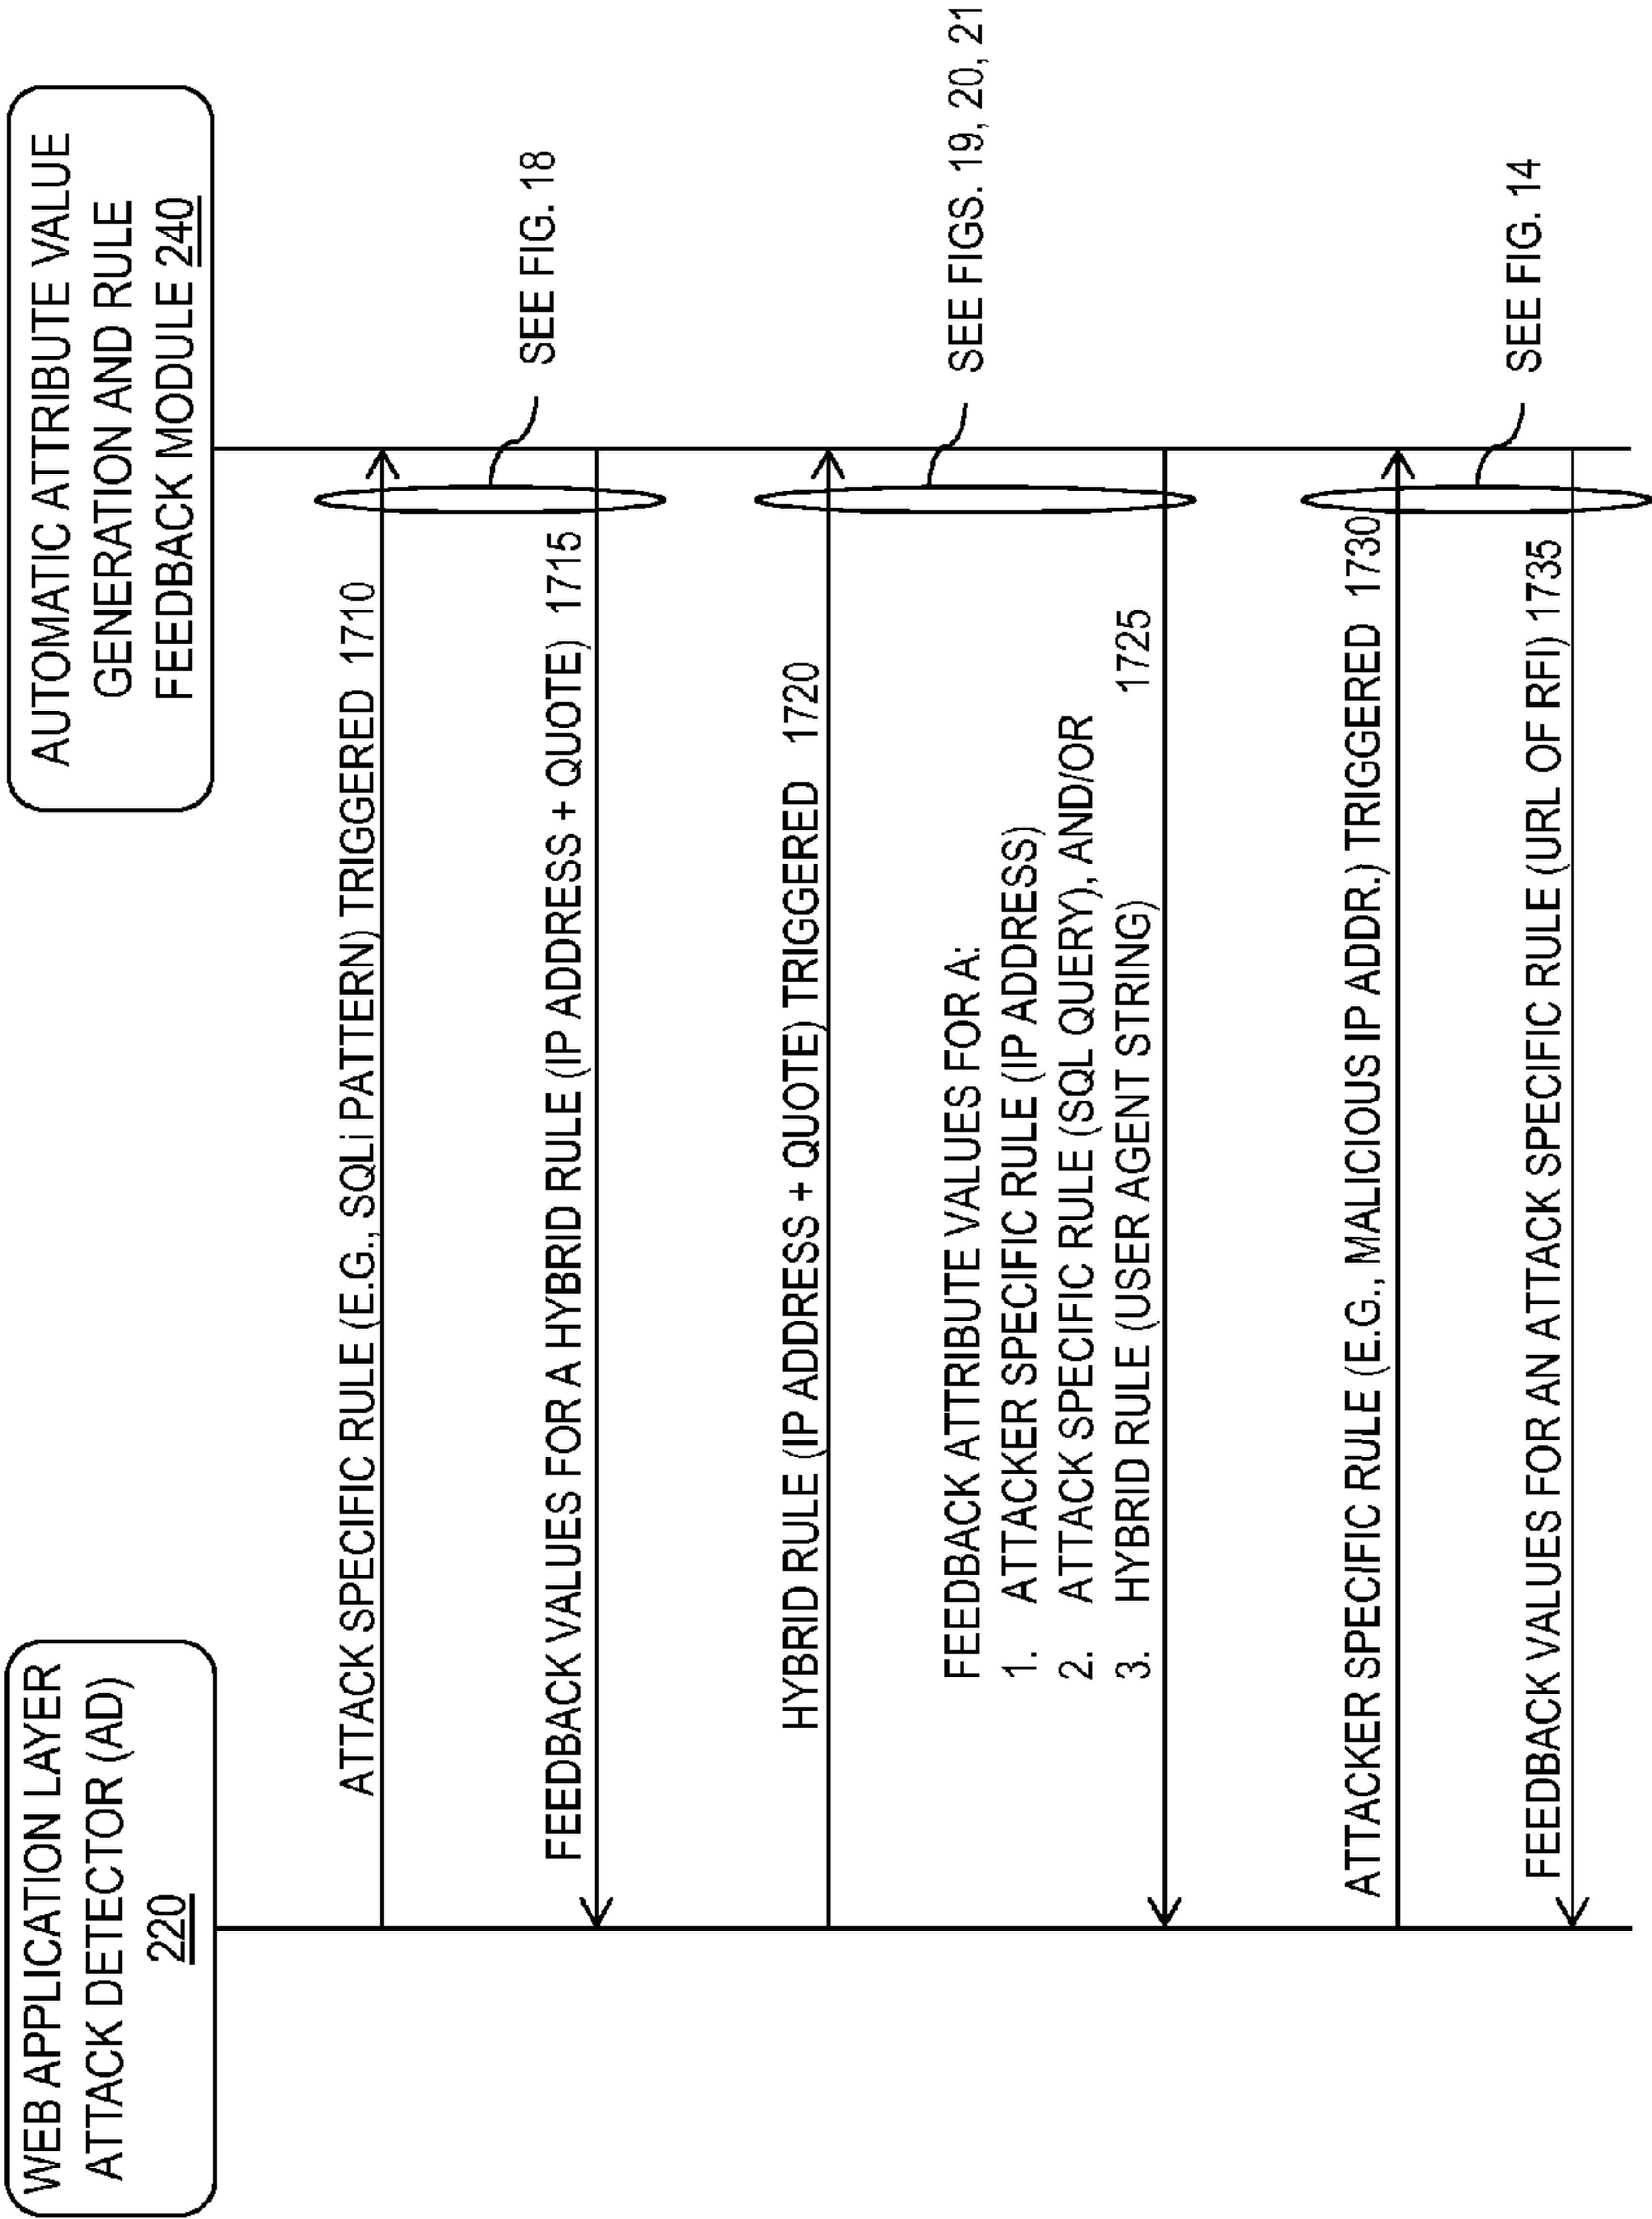 WEB APPLICATION LAYER
ATTACK DETECTOR (AD)
220
AUTOMATIC ATTRIBUTE VALUE
GENERATION AND RULE
FEEDBACK MODULE 240
ATTACK SPECIFIC RULE (E.G., SQLi PATTERN) TRIGGERED 1710
SEE FIG. 18
FEEDBACK VALUES FOR A HYBRID RULE (IP ADDRESS + QUOTE) 1715
HYBRID RULE (IP ADDRESS + QUOTE) TRIGGERED 1720
SEE FIGS. 19, 20, 21
FEEDBACK ATTRIBUTE VALUES FOR A:
1. ATTACKER SPECIFIC RULE (IP ADDRESS)
2. ATTACK SPECIFIC RULE (SQL QUERY), AND/OR
3. HYBRID RULE (USER AGENT STRING) 1725
ATTACKER SPECIFIC RULE (E.G., MALICIOUS IP ADDR.) TRIGGERED 1730
SEE FIG. 14
FEEDBACK VALUES FOR AN ATTACK SPECIFIC RULE (URL OF RFI) 1735